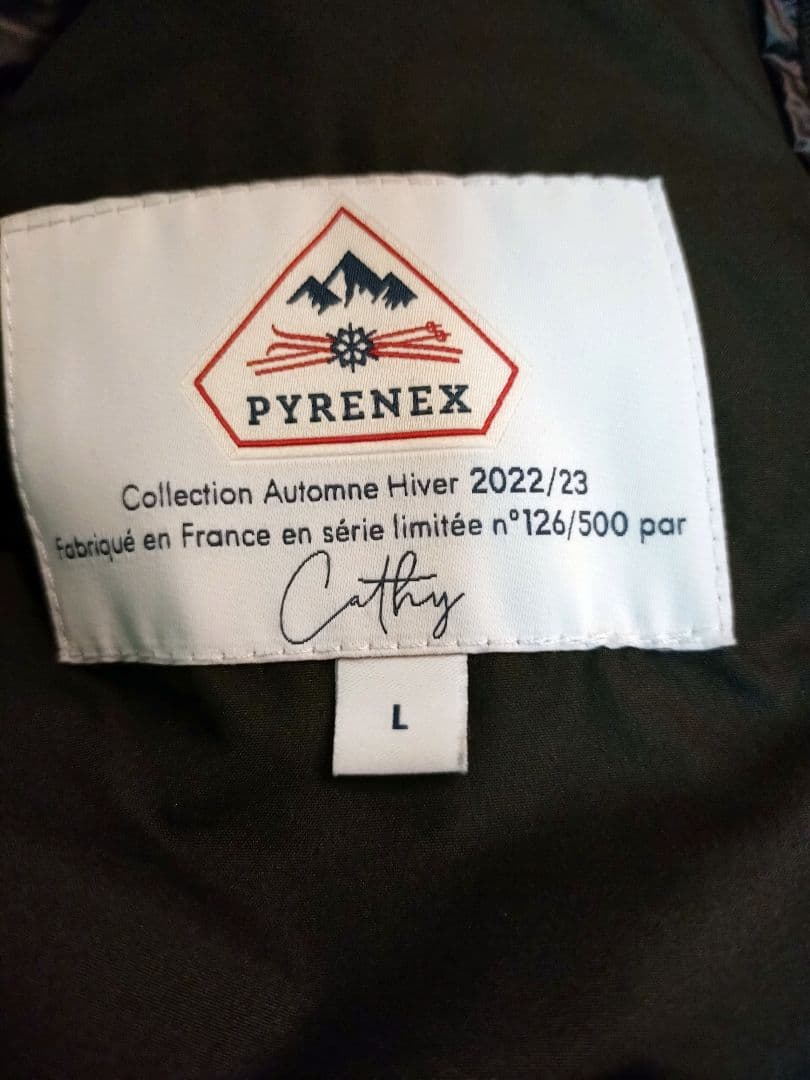 PYRENEX
Collection Automne Hiver 2022/23
Fabriqué en France en série limitée n°126/500 par
Cathy
L